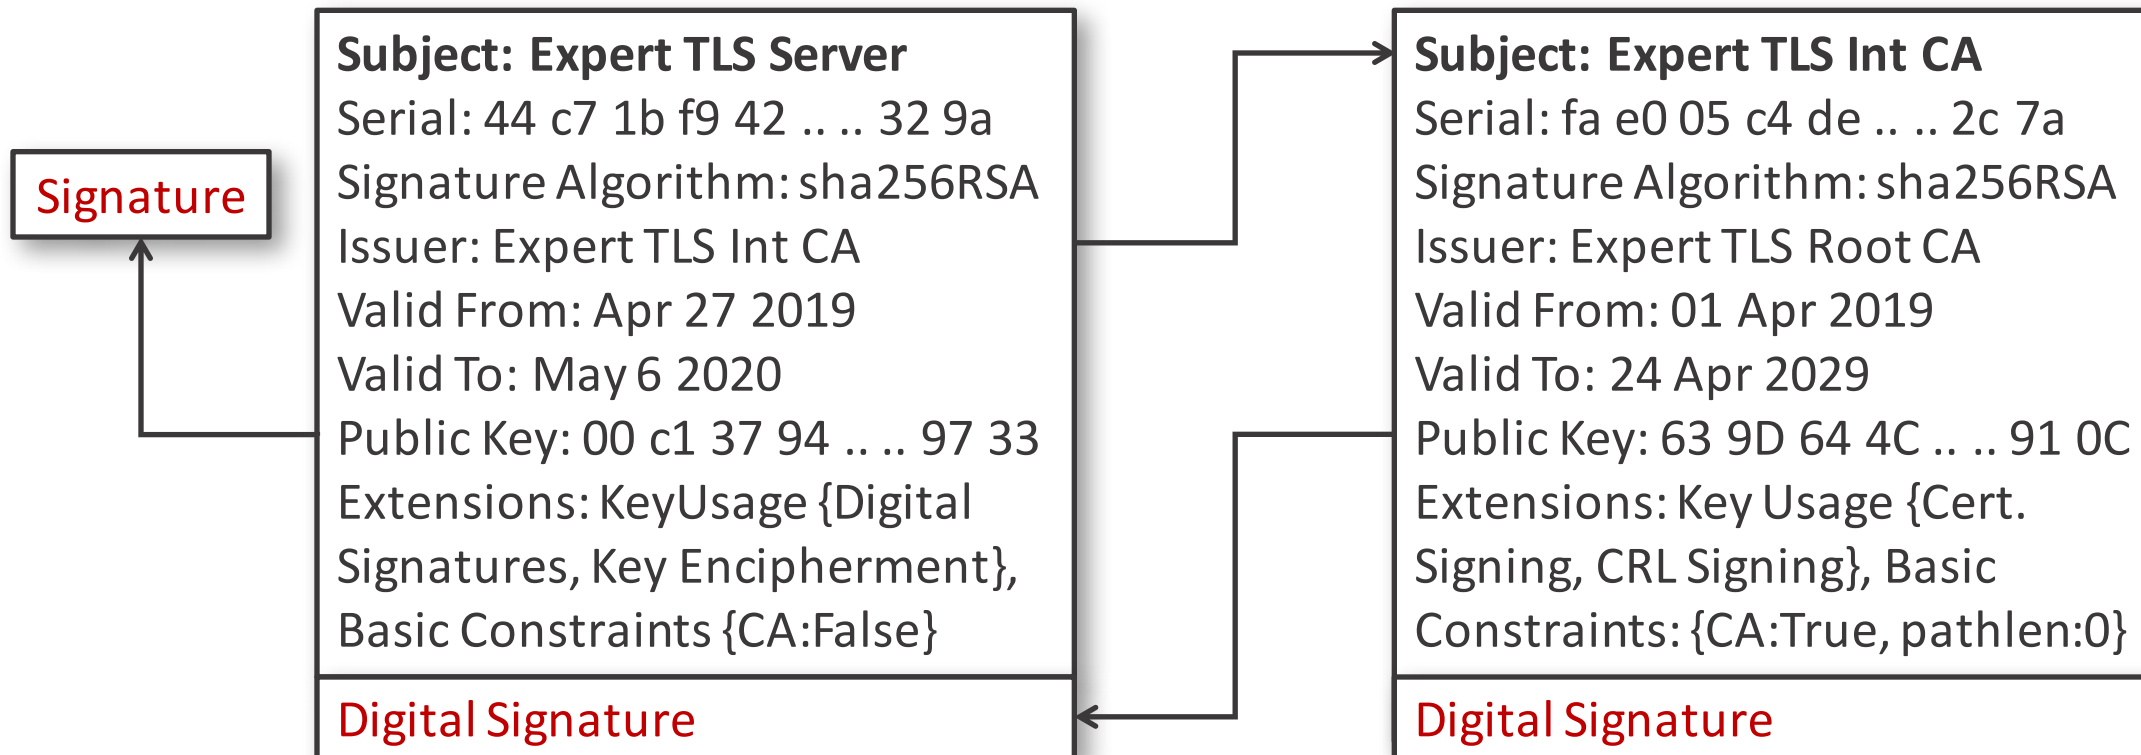 Signature
Subject: Expert TLS Server
Serial: 44 c7 1b f9 42 .. .. 32 9a
Signature Algorithm: sha256RSA
Issuer: Expert TLS Int CA
Valid From: Apr 27 2019
Valid To: May 6 2020
Public Key: 00 c1 37 94 .. .. 97 33
Extensions: KeyUsage {Digital
Signatures, Key Encipherment},
Basic Constraints {CA:False}
Digital Signature
Subject: Expert TLS Int CA
Serial: fa e0 05 c4 de .. .. 2c 7a
Signature Algorithm: sha256RSA
Issuer: Expert TLS Root CA
Valid From: 01 Apr 2019
Valid To: 24 Apr 2029
Public Key: 63 9D 64 4C .. .. 91 0C
Extensions: Key Usage {Cert.
Signing, CRL Signing}, Basic
Constraints: {CA:True, pathlen:0}
Digital Signature